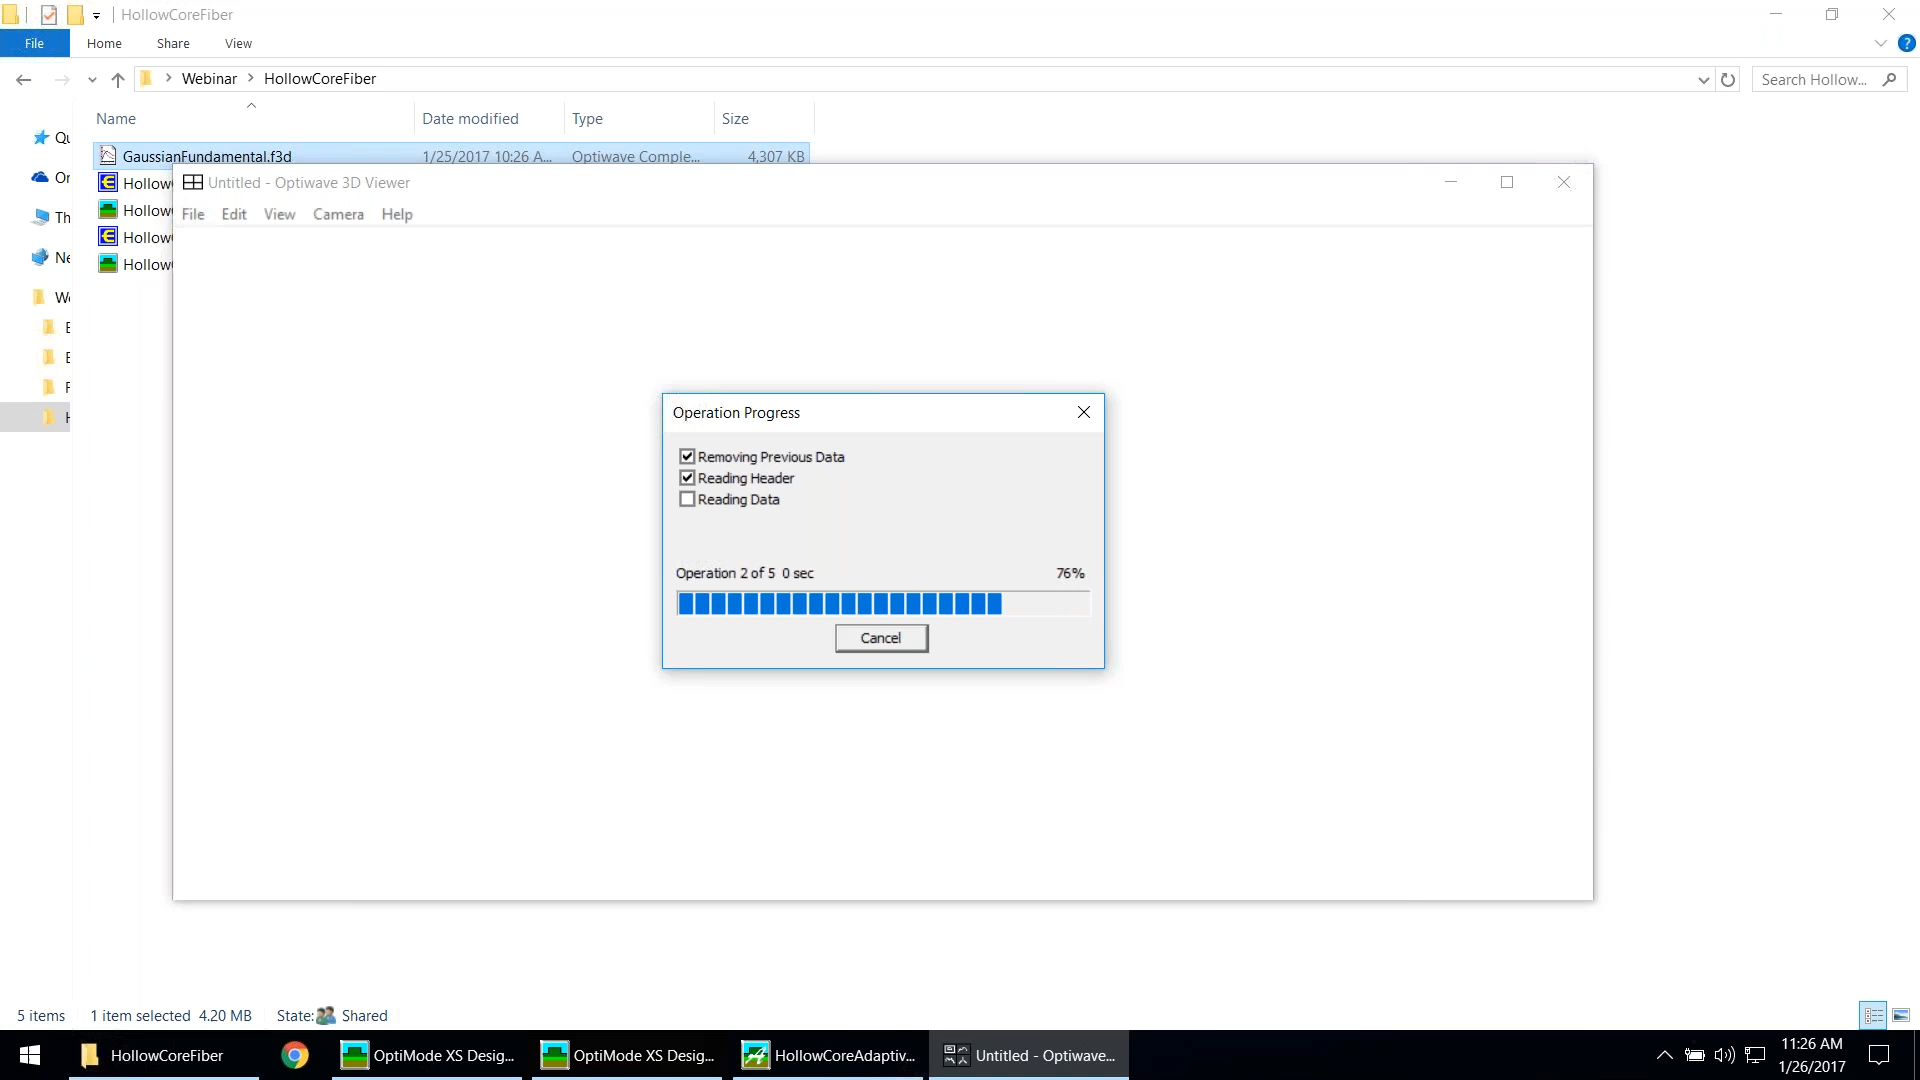 HollowCoreFiber
File Home Share View
Webinar HollowCoreFiber Search Hollow...
Name Date modified Type Size
GaussianFundamental.f3d 1/25/2017 10:26 A... Optiwave Comple... 4,307 KB
Untitled - Optiwave 3D Viewer
File Edit View Camera Help
Operation Progress
Removing Previous Data
Reading Header
Reading Data
Operation 2 of 5 0 sec 76%
Cancel
5 items 1 item selected 4.20 MB State: Shared
HollowCoreFiber OptiMode XS Desig... OptiMode XS Desig... HollowCoreAdaptiv... Untitled - Optiwave... 11:26 AM
1/26/2017